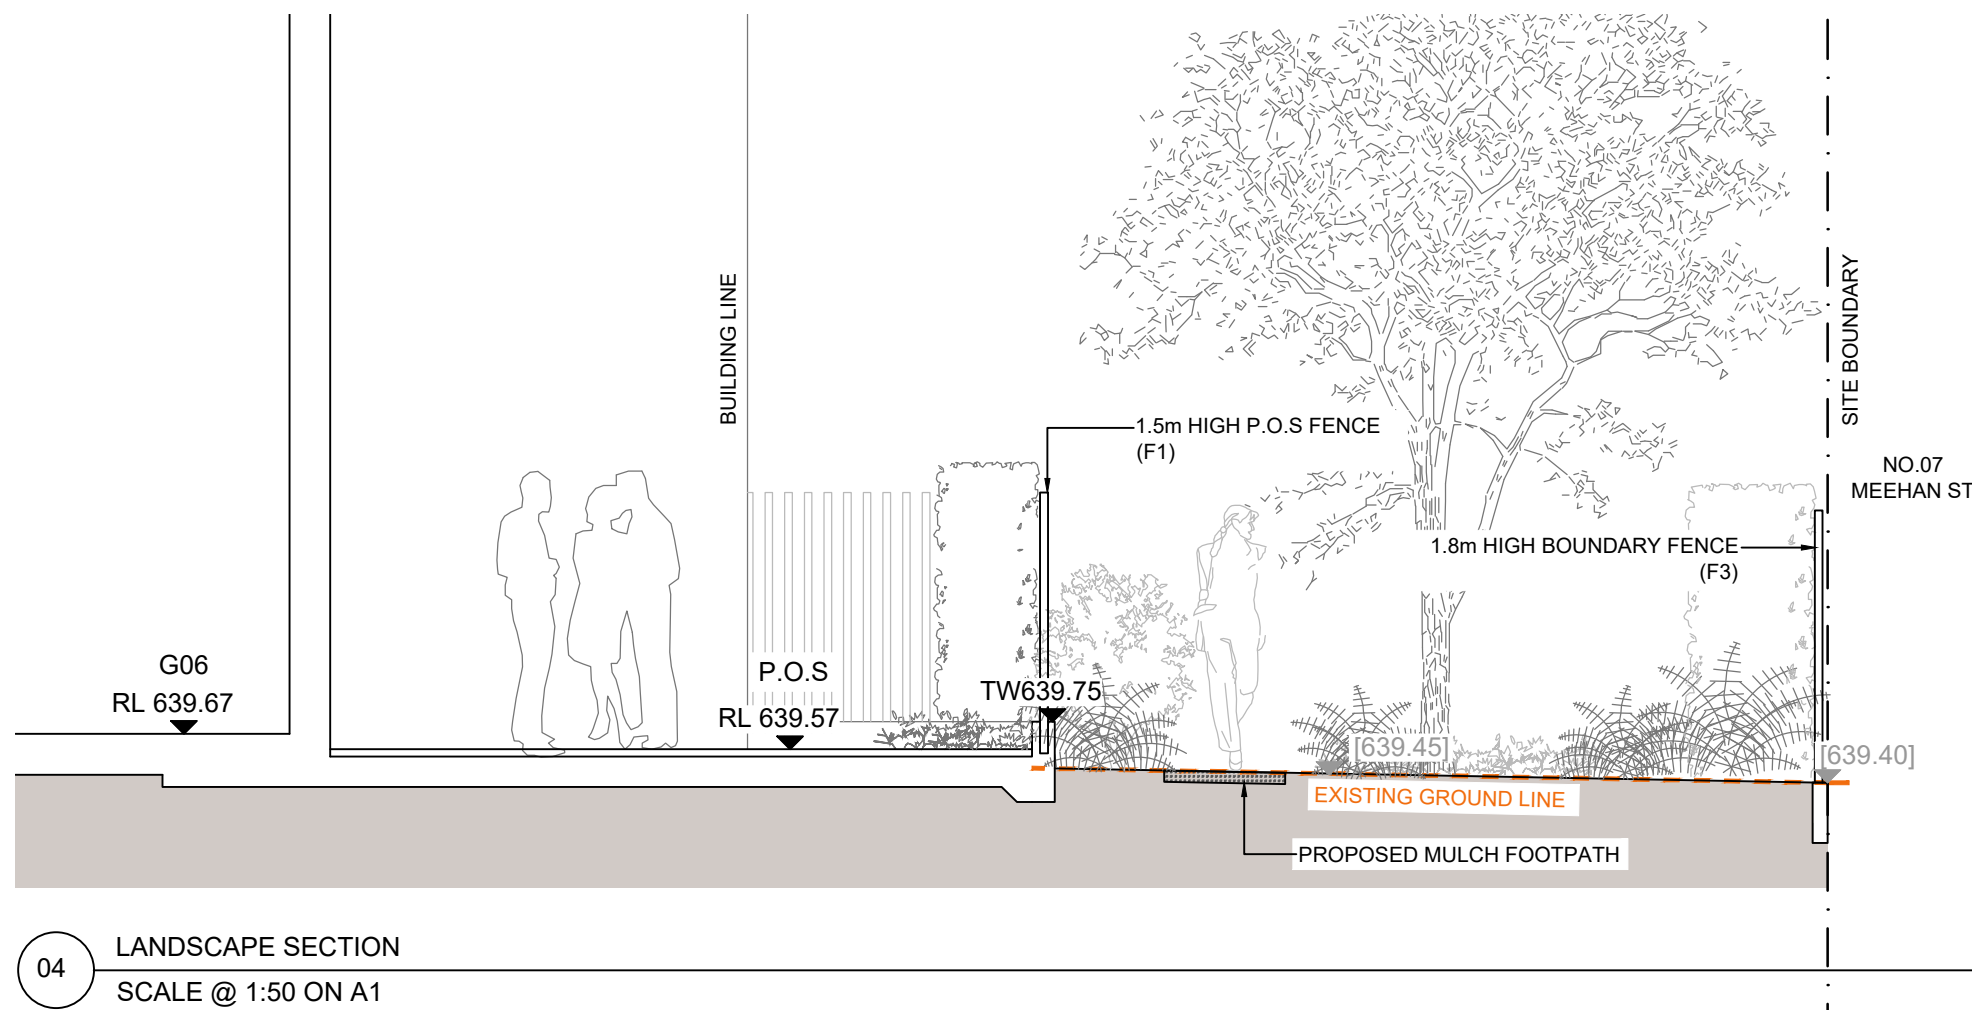 BUILDING LINE
SITE BOUNDARY
1.5m HIGH P.O.S FENCE
(F1)
NO.07
MEEHAN ST
1.8m HIGH BOUNDARY FENCE
(F3)
G06
RL 639.67
P.O.S
RL 639.57
TW639.75
[639.45]
[639.40]
EXISTING GROUND LINE
PROPOSED MULCH FOOTPATH
04
LANDSCAPE SECTION
SCALE @ 1:50 ON A1